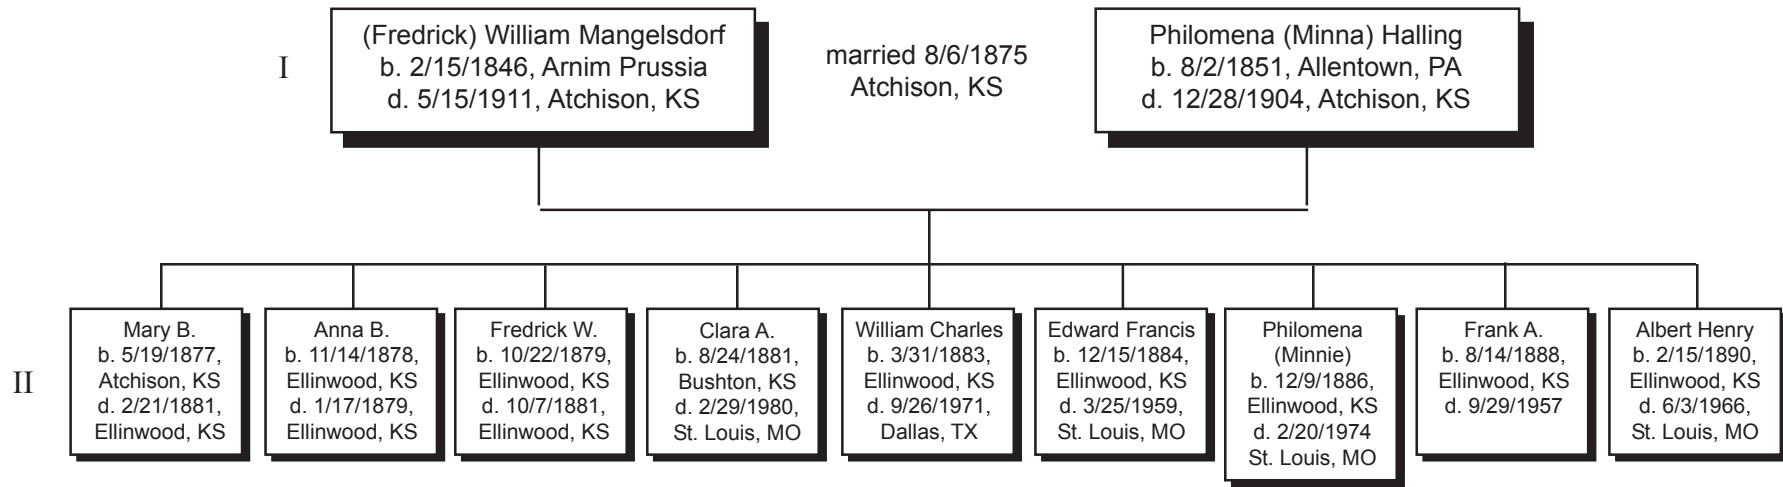 I
(Fredrick) William Mangelsdorf
b. 2/15/1846, Arnim Prussia
d. 5/15/1911, Atchison, KS
married 8/6/1875
Atchison, KS
Philomena (Minna) Halling
b. 8/2/1851, Allentown, PA
d. 12/28/1904, Atchison, KS
II
Mary B.
b. 5/19/1877,
Atchison, KS
d. 2/21/1881,
Ellinwood, KS
Anna B.
b. 11/14/1878,
Ellinwood, KS
d. 1/17/1879,
Ellinwood, KS
Fredrick W.
b. 10/22/1879,
Ellinwood, KS
d. 10/7/1881,
Ellinwood, KS
Clara A.
b. 8/24/1881,
Bushton, KS
d. 2/29/1980,
St. Louis, MO
William Charles
b. 3/31/1883,
Ellinwood, KS
d. 9/26/1971,
Dallas, TX
Edward Francis
b. 12/15/1884,
Ellinwood, KS
d. 3/25/1959,
St. Louis, MO
Philomena
(Minnie)
b. 12/9/1886,
Ellinwood, KS
d. 2/20/1974
St. Louis, MO
Frank A.
b. 8/14/1888,
Ellinwood, KS
d. 9/29/1957
Albert Henry
b. 2/15/1890,
Ellinwood, KS
d. 6/3/1966,
St. Louis, MO